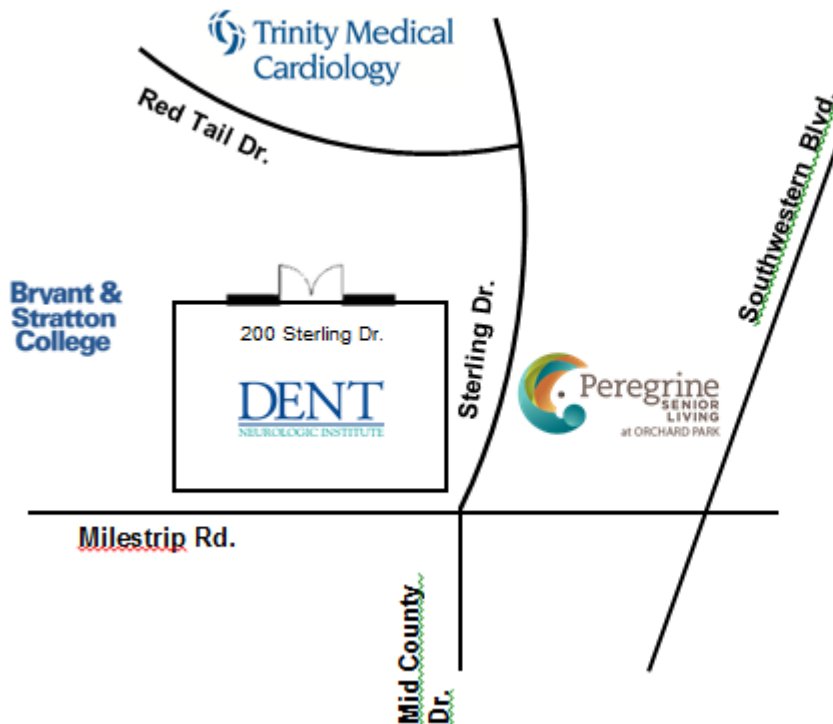 Trinity Medical
Cardiology
Red Tail Dr.
Southwestern Blvd.
Bryant &
Stratton
College
200 Sterling Dr.
DENT
NEUROLOGIC INSTITUTE
Sterling Dr.
Peregrine
SENIOR
LIVING
at ORCHARD PARK
Milestrip Rd.
Mid County
Dr.